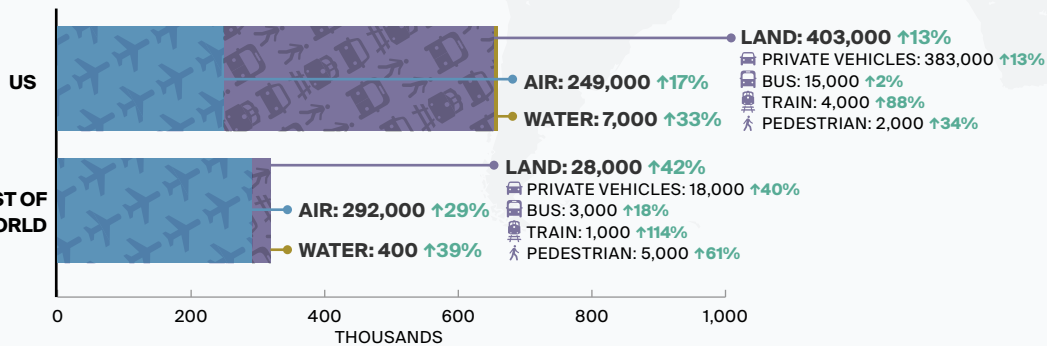 US
LAND: 403,000 ↑13%
PRIVATE VEHICLES: 383,000 ↑13%
BUS: 15,000 ↑2%
TRAIN: 4,000 ↑88%
PEDESTRIAN: 2,000 ↑34%
AIR: 249,000 ↑17%
WATER: 7,000 ↑33%
ST OF
ORLD
LAND: 28,000 ↑42%
PRIVATE VEHICLES: 18,000 ↑40%
BUS: 3,000 ↑18%
TRAIN: 1,000 ↑114%
PEDESTRIAN: 5,000 ↑61%
AIR: 292,000 ↑29%
WATER: 400 ↑39%
0 200 400 600 800 1,000
THOUSANDS